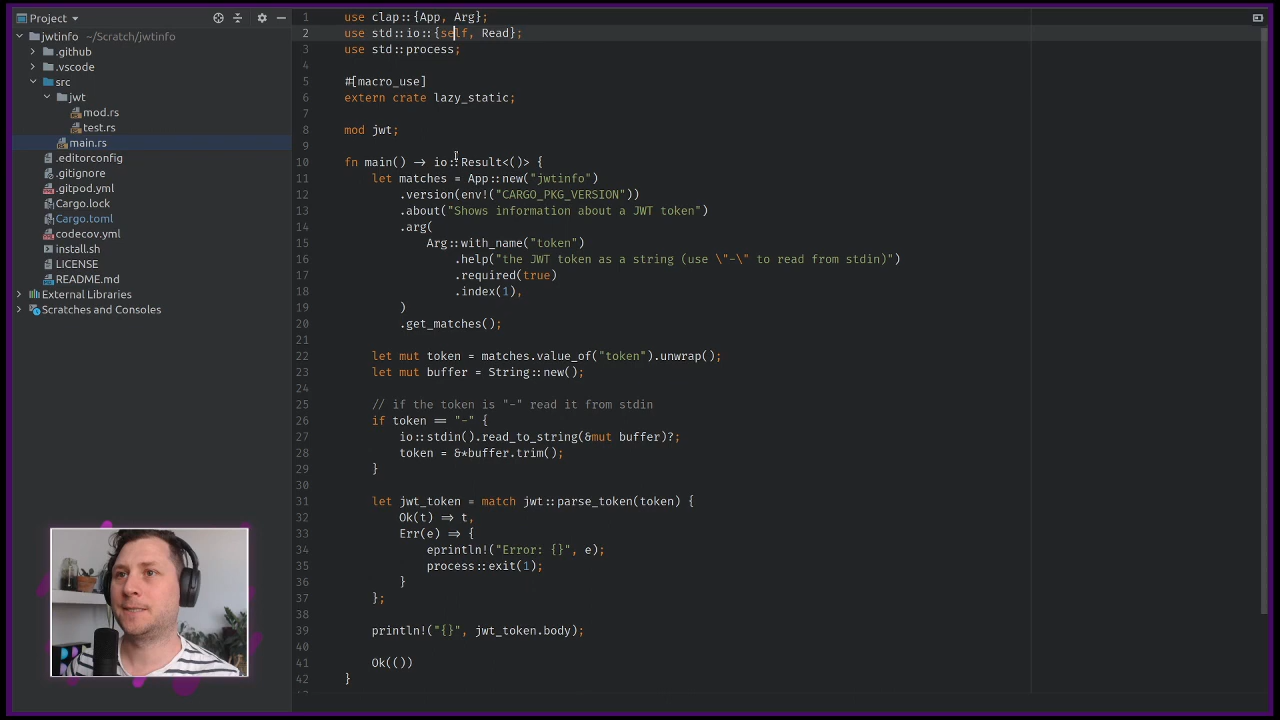 Project
jwtinfo ~/Scratch/jwtinfo
.github
.vscode
src
jwt
mod.rs
test.rs
main.rs
.editorconfig
.gitignore
.gitpod.yml
Cargo.lock
Cargo.toml
codecov.yml
install.sh
LICENSE
README.md
External Libraries
Scratches and Consoles
1 use clap::{App, Arg};
2 use std::io::{self, Read};
3 use std::process;
4
5 #[macro_use]
6 extern crate lazy_static;
7
8 mod jwt;
9
10 fn main() -> io::Result<()> {
11 let matches = App::new("jwtinfo")
12 .version(env!("CARGO_PKG_VERSION"))
13 .about("Shows information about a JWT token")
14 .arg(
15 Arg::with_name("token")
16 .help("the JWT token as a string (use \"-\" to read from stdin)")
17 .required(true)
18 .index(1),
19 )
20 .get_matches();
21
22 let mut token = matches.value_of("token").unwrap();
23 let mut buffer = String::new();
24
25 // if the token is "-" read it from stdin
26 if token == "-" {
27 io::stdin().read_to_string(&mut buffer)?;
28 token = &*buffer.trim();
29 }
30
31 let jwt_token = match jwt::parse_token(token) {
32 Ok(t) => t,
33 Err(e) => {
34 eprintln!("Error: {}", e);
35 process::exit(1);
36 }
37 };
38
39 println!("{}", jwt_token.body);
40
41 Ok(())
42 }